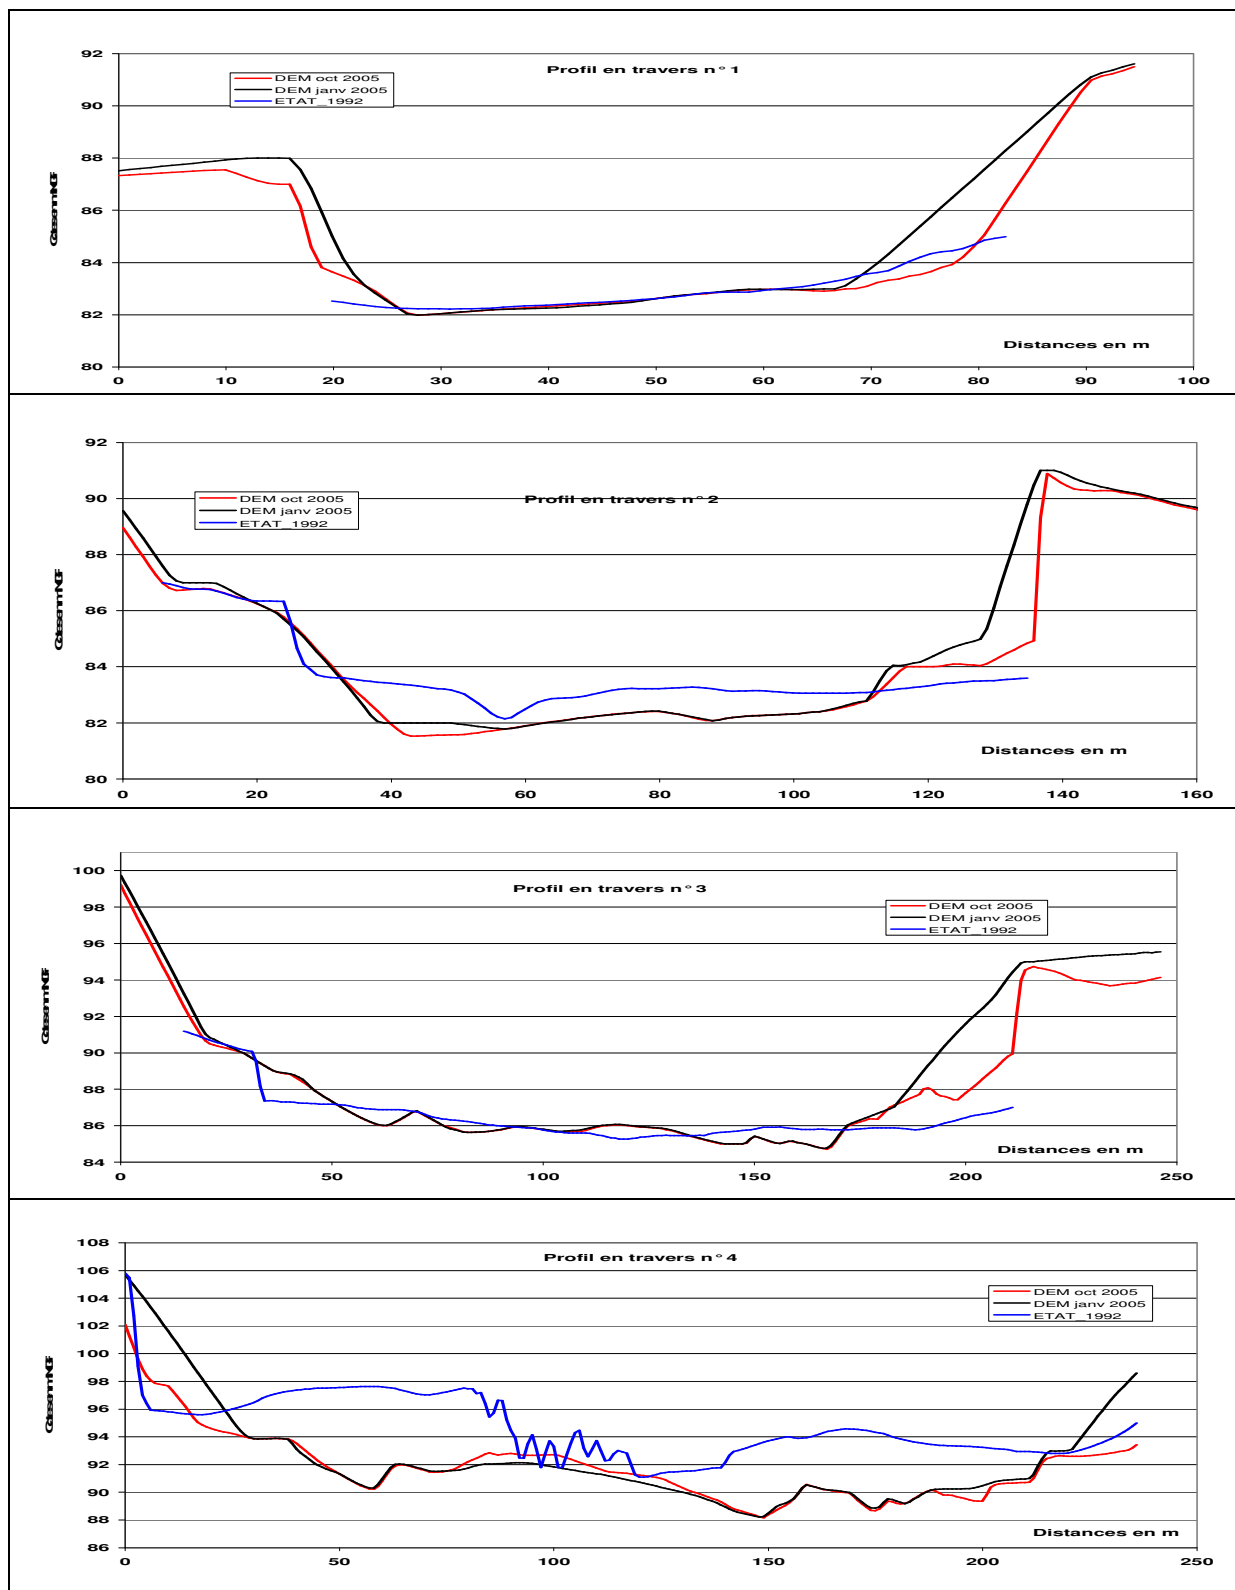 92
Profil en travers n°1
DEM oct 2005
DEM janv 2005
ETAT_1992
90
88
86
84
82
Distances en m
80
0 10 20 30 40 50 60 70 80 90 100
92
90
DEM oct 2005
Profil en travers n°2
DEM janv 2005
ETAT_1992
88
86
84
82
Distances en m
80
0 20 40 60 80 100 120 140 160
100
Profil en travers n°3
98
DEM oct 2005
DEM janv 2005
ETAT_1992
96
94
92
90
88
86
Distances en m
84
0 50 100 150 200 250
108
Profil en travers n°4
106
DEM oct 2005
DEM janv 2005
ETAT_1992
104
102
100
98
96
94
92
90
88
Distances en m
86
0 50 100 150 200 250